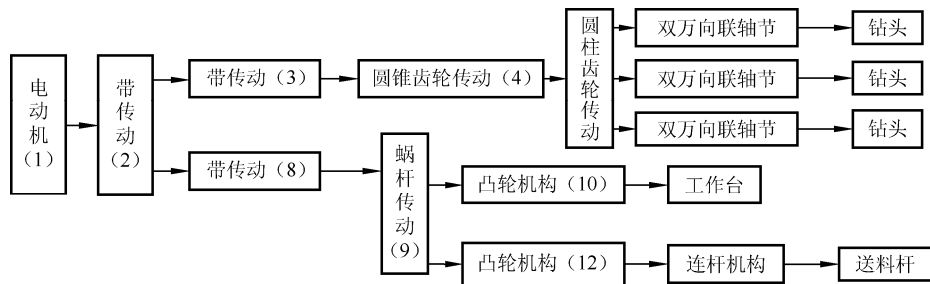 电动机(1)
带传动(2)
带传动(3)
圆锥齿轮传动(4)
圆柱齿轮传动
双万向联轴节
钻头
双万向联轴节
钻头
双万向联轴节
钻头
带传动(8)
蜗杆传动(9)
凸轮机构(10)
工作台
凸轮机构(12)
连杆机构
送料杆